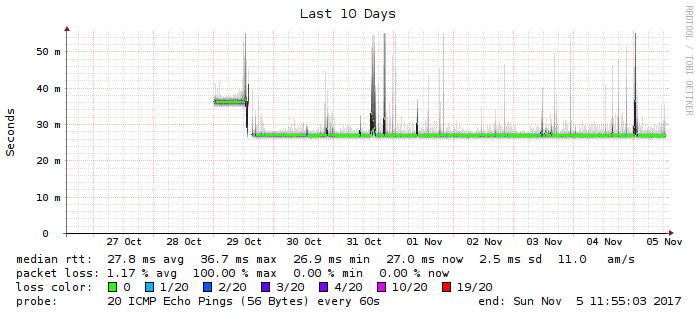 Last 10 Days
RRDTOOL / TOBI OETIKER
Seconds
50 m
40 m
30 m
20 m
10 m
0
27 Oct 28 Oct 29 Oct 30 Oct 31 Oct 01 Nov 02 Nov 03 Nov 04 Nov 05 Nov
median rtt: 27.8 ms avg 36.7 ms max 26.9 ms min 27.0 ms now 2.5 ms sd 11.0 am/s
packet loss: 1.17 % avg 100.00 % max 0.00 % min 0.00 % now
loss color: 0 1/20 2/20 3/20 4/20 10/20 19/20
probe: 20 ICMP Echo Pings (56 Bytes) every 60s end: Sun Nov 5 11:55:03 2017